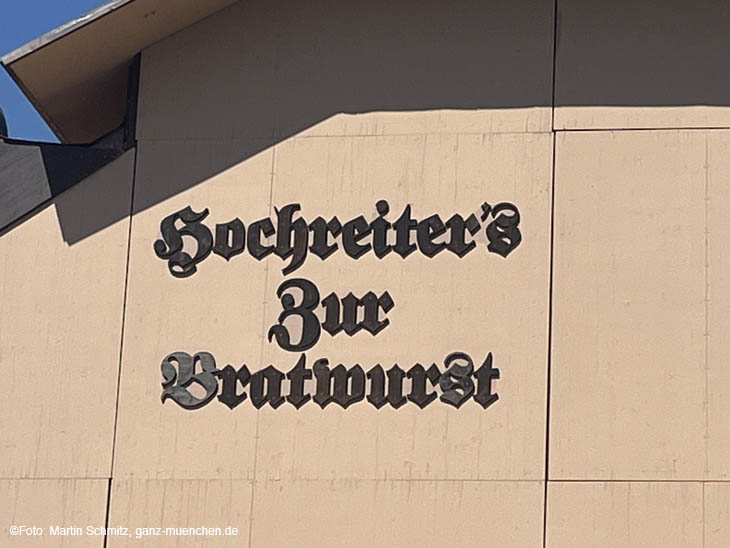 Hochreiter's
Zur
Bratwurst
©Foto: Martin Schmitz, ganz-muenchen.de